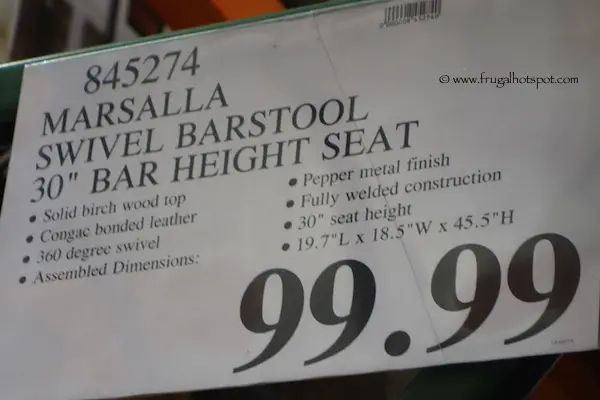 845274
MARSALLA
SWIVEL BARSTOOL
30" BAR HEIGHT SEAT
• Solid birch wood top
• Congac bonded leather
• 360 degree swivel
• Assembled Dimensions:
• Pepper metal finish
• Fully welded construction
• 30" seat height
• 19.7"L x 18.5"W x 45.5"H
99.99
© www.frugalhotspot.com